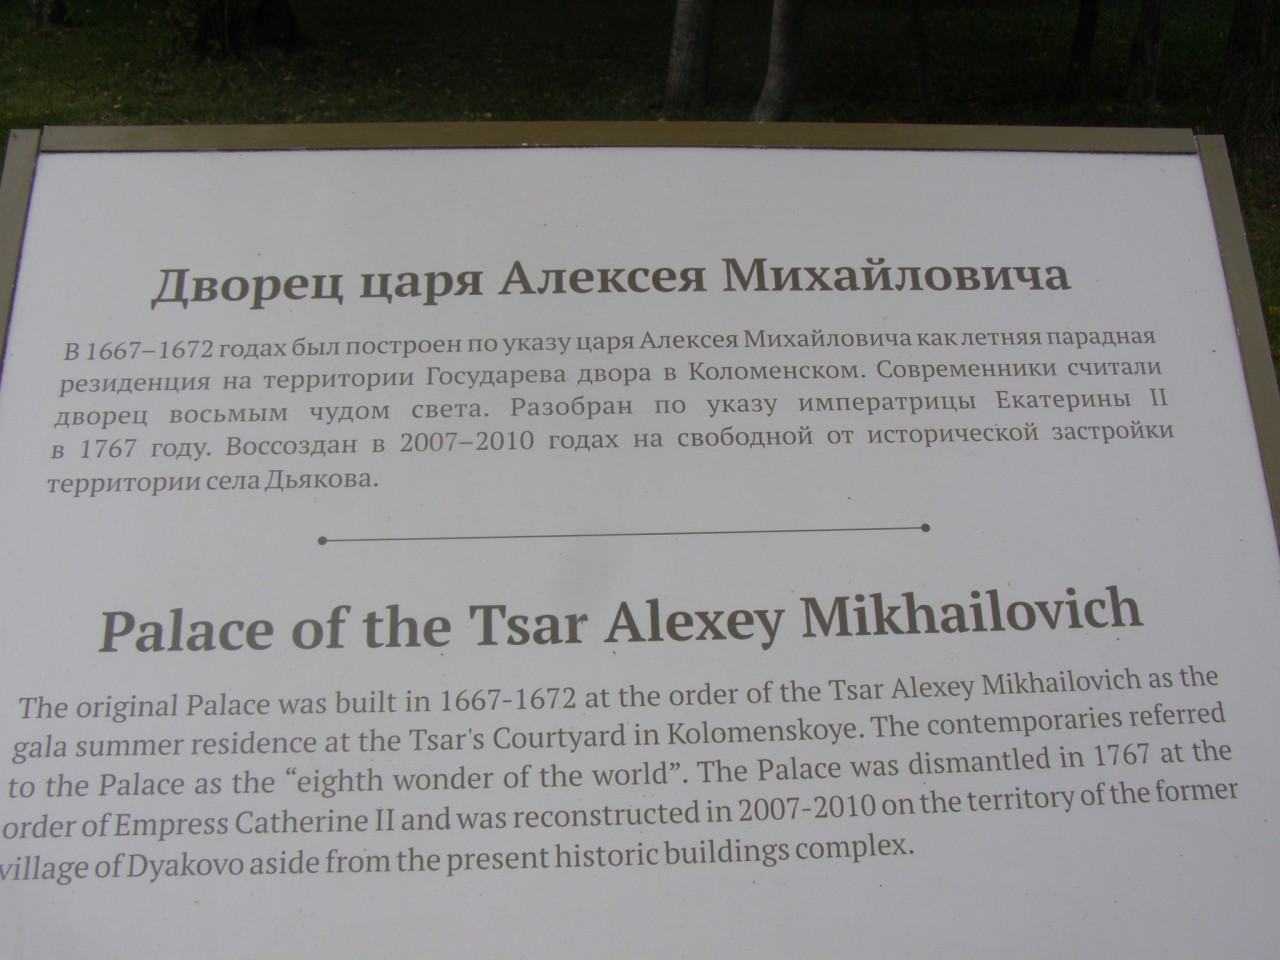 Дворец царя Алексея Михайловича
В 1667–1672 годах был построен по указу царя Алексея Михайловича как летняя парадная
резиденция на территории Государева двора в Коломенском. Современники считали
дворец восьмым чудом света. Разобран по указу императрицы Екатерины II
в 1767 году. Воссоздан в 2007–2010 годах на свободной от исторической застройки
территории села Дьякова.
Palace of the Tsar Alexey Mikhailovich
The original Palace was built in 1667-1672 at the order of the Tsar Alexey Mikhailovich as the
gala summer residence at the Tsar's Courtyard in Kolomenskoye. The contemporaries referred
to the Palace as the “eighth wonder of the world”. The Palace was dismantled in 1767 at the
order of Empress Catherine II and was reconstructed in 2007-2010 on the territory of the former
village of Dyakovo aside from the present historic buildings complex.